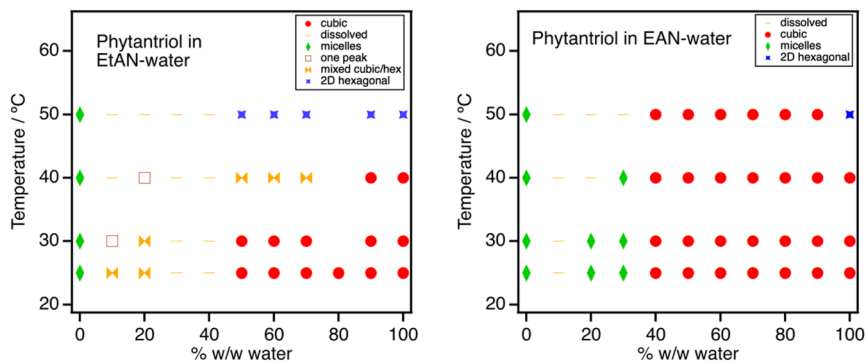 Phytantriol in
EtAN-water
cubic
dissolved
micelles
one peak
mixed cubic/hex
2D hexagonal
Temperature / ºC
60
50
40
30
20
0
20
40
60
80
100
% w/w water
Phytantriol in EAN-water
dissolved
cubic
micelles
2D hexagonal
Temperature / ºC
60
50
40
30
20
0
20
40
60
80
100
% w/w water